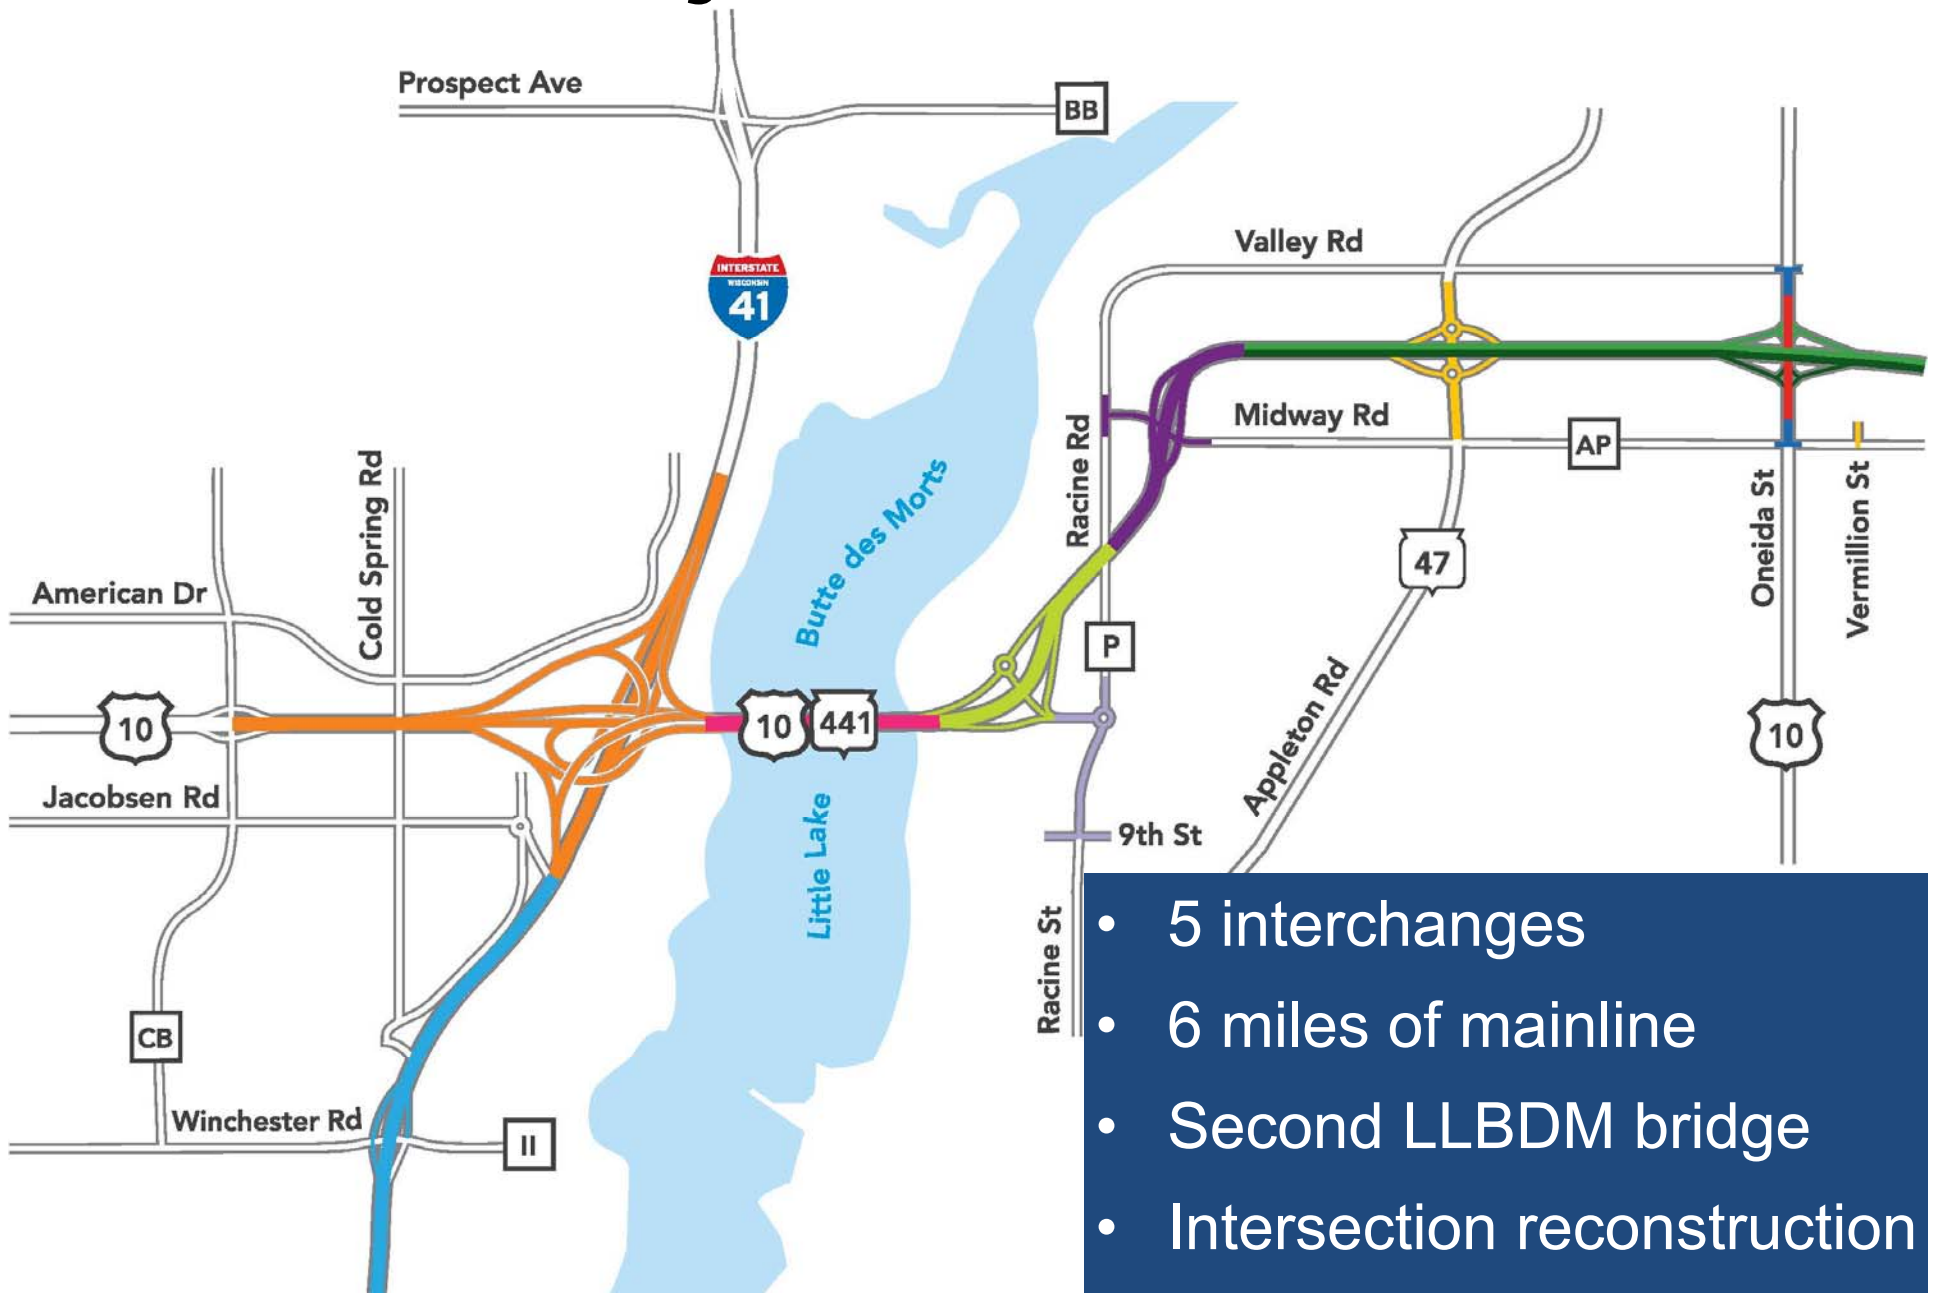 Prospect Ave
BB
INTERSTATE
WISCONSIN
41
Valley Rd
Midway Rd
AP
Racine Rd
Cold Spring Rd
Butte des Morts
Oneida St
Vermillion St
47
American Dr
P
Appleton Rd
10
10
441
10
Jacobsen Rd
Little Lake
9th St
Racine St
CB
Winchester Rd
II
• 5 interchanges
• 6 miles of mainline
• Second LLBDM bridge
• Intersection reconstruction